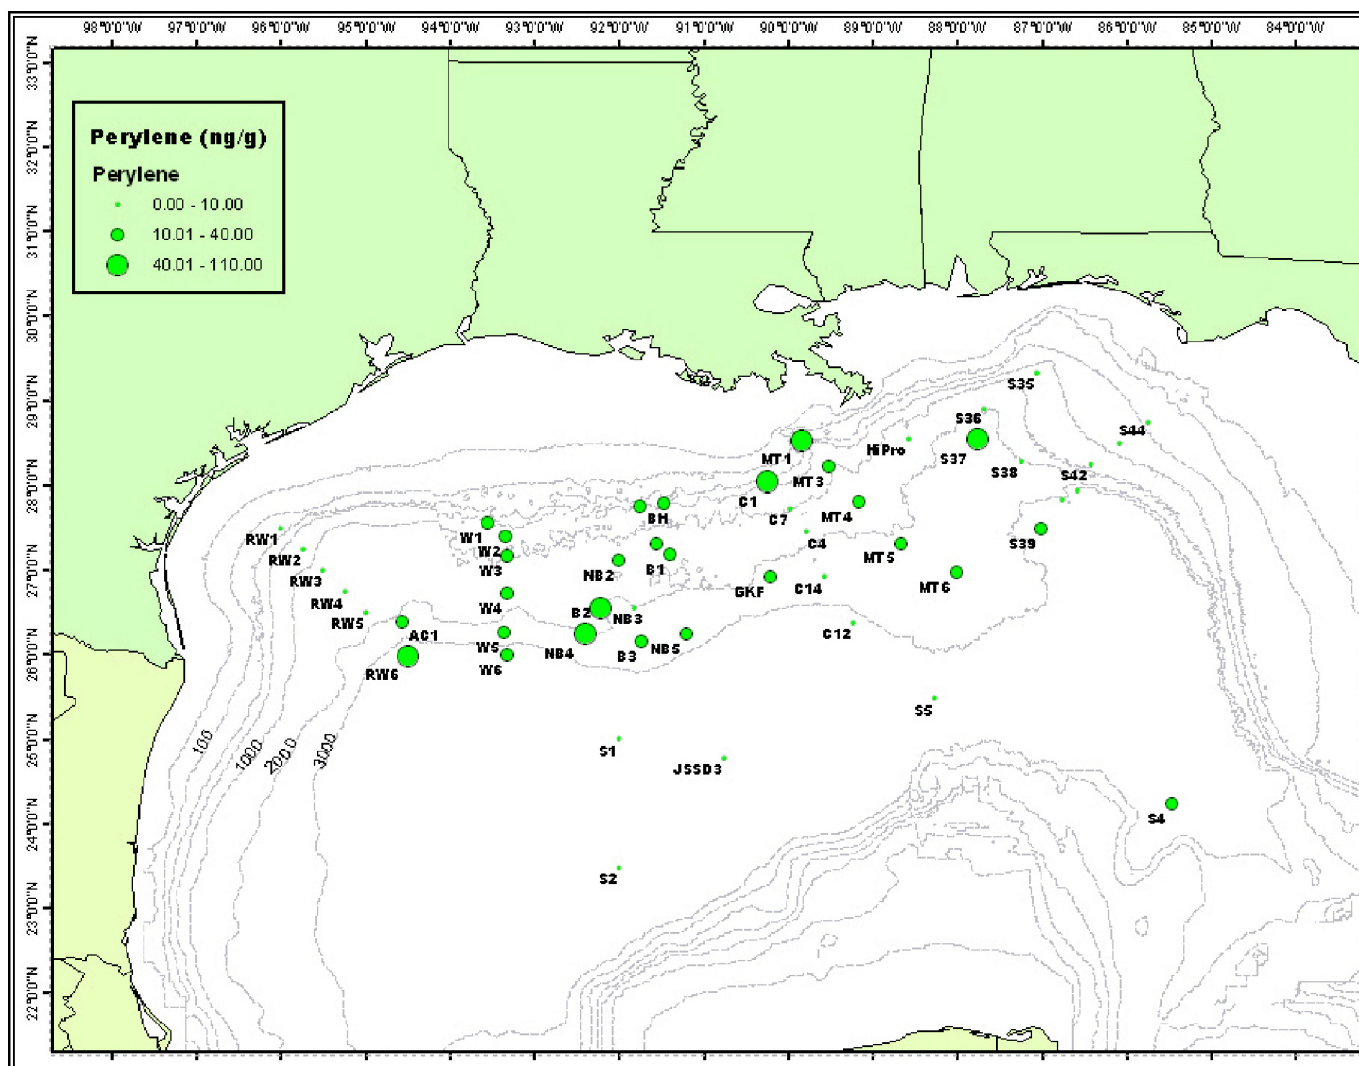 98°0'0"W 97°0'0"W 96°0'0"W 95°0'0"W 94°0'0"W 93°0'0"W 92°0'0"W 91°0'0"W 90°0'0"W 89°0'0"W 88°0'0"W 87°0'0"W 86°0'0"W 85°0'0"W 84°0'0"W
33°0'0"N
32°0'0"N
31°0'0"N
30°0'0"N
29°0'0"N
28°0'0"N
27°0'0"N
26°0'0"N
25°0'0"N
24°0'0"N
23°0'0"N
22°0'0"N
Perylene (ng/g)
Perylene
0.00 - 10.00
10.01 - 40.00
40.01 - 110.00
S35
S36
S44
HiPro
S37
MT1
S38
S42
MT3
C1
BH
C7
MT4
RW1
W1
C4
S39
W2
RW2
MT5
W3
B1
RW3
NB2
MT6
GKF
C14
RW4
W4
B2
NB3
RW5
C12
AC1
W5
NB4
B3
NB5
W6
RW6
S5
100
1000
2000
3000
S1
JSSD3
S4
S2